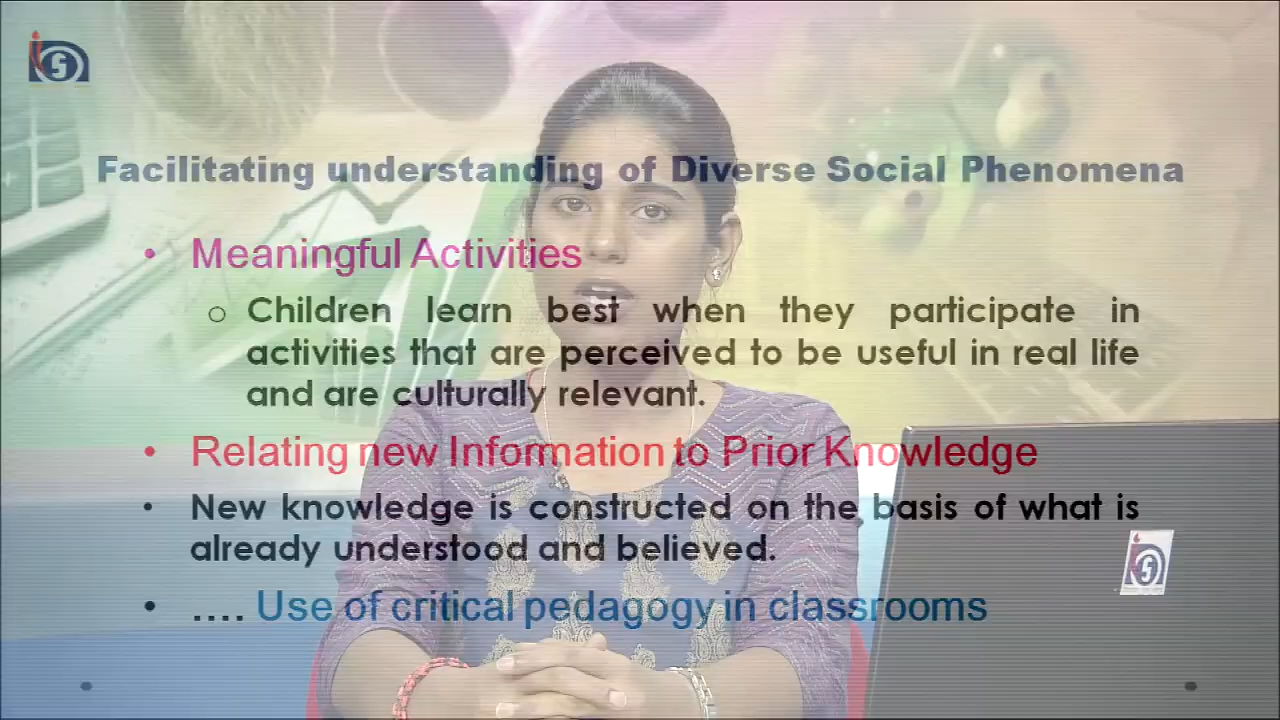 Facilitating understanding of Diverse Social Phenomena
• Meaningful Activities
o Children learn best when they participate in
activities that are perceived to be useful in real life
and are culturally relevant.
• Relating new Information to Prior Knowledge
• New knowledge is constructed on the basis of what is
already understood and believed.
• .... Use of critical pedagogy in classrooms